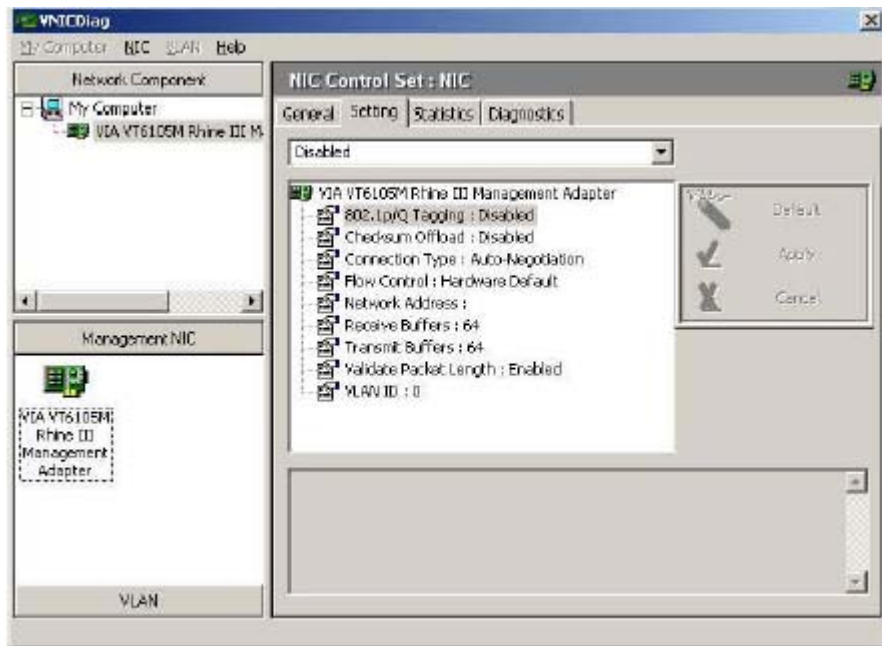 VNICDiag
My Computer NIC VLAN Help
Network Component
My Computer
VIA VT6105M Rhine III M
Management NIC
VIA VT6105M
Rhine III
Management
Adapter
VLAN
NIC Control Set : NIC
General Setting Statistics Diagnostics
Disabled
VIA VT6105M Rhine III Management Adapter
802.1p/Q Tagging : Disabled
Checksum Offload : Disabled
Connection Type : Auto-Negotiation
Flow Control : Hardware Default
Network Address :
Receive Buffers : 64
Transmit Buffers : 64
Validate Packet Length : Enabled
VLAN ID : 0
Default
Apply
Cancel